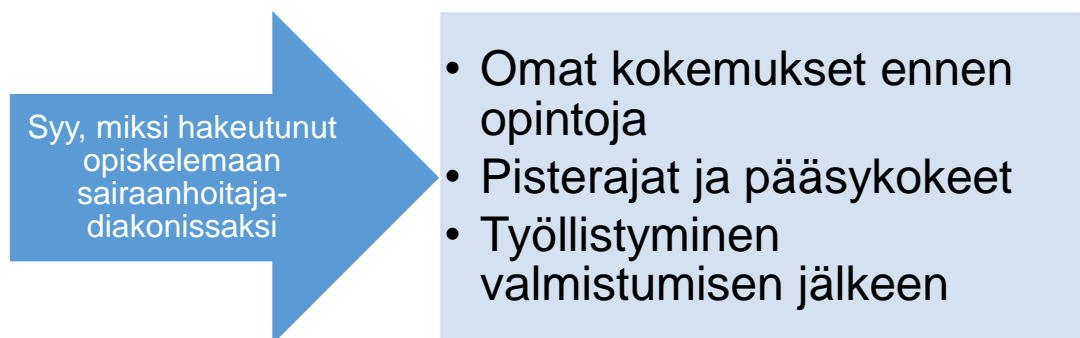 Syy, miksi hakeutunut
opiskelemaan
sairaanhoitaja-
diakonissaksi
• Omat kokemukset ennen
opintoja
• Pisterajat ja pääsykokeet
• Työllistyminen
valmistumisen jälkeen